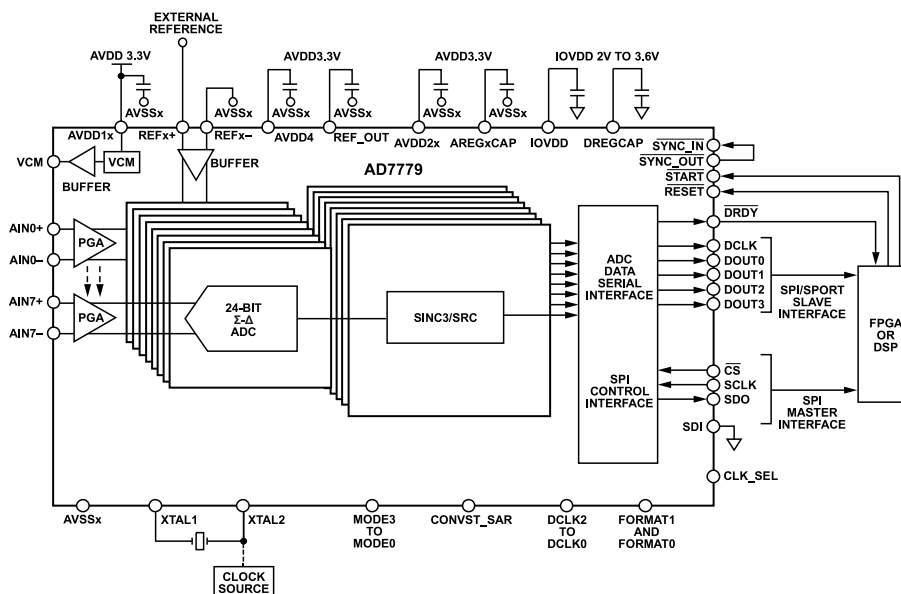 EXTERNAL
REFERENCE
AVDD 3.3V
AVDD3.3V
AVDD3.3V
IOVDD 2V TO 3.6V
AVSSx
AVSSx
AVSSx
AVSSx
AVSSx
AVSSx
AVDD1x
REFx+
REFx–
AVDD4
REF_OUT
AVDD2x
AREGxCAP
IOVDD
DREGCAP
VCM
VCM
BUFFER
BUFFER
AD7779
SYNC_IN
SYNC_OUT
START
RESET
DRDY
AIN0+
PGA
AIN0–
AIN7+
PGA
AIN7–
24-BIT
Σ-Δ
ADC
SINC3/SRC
ADC
DATA
SERIAL
INTERFACE
DCLK
DOUT0
DOUT1
DOUT2
DOUT3
SPI/SPORT
SLAVE
INTERFACE
FPGA
OR
DSP
SPI
CONTROL
INTERFACE
CS
SCLK
SDO
SPI
MASTER
INTERFACE
SDI
CLK_SEL
AVSSx
XTAL1
XTAL2
MODE3
TO
MODE0
CONVST_SAR
DCLK2
TO
DCLK0
FORMAT1
AND
FORMAT0
CLOCK
SOURCE